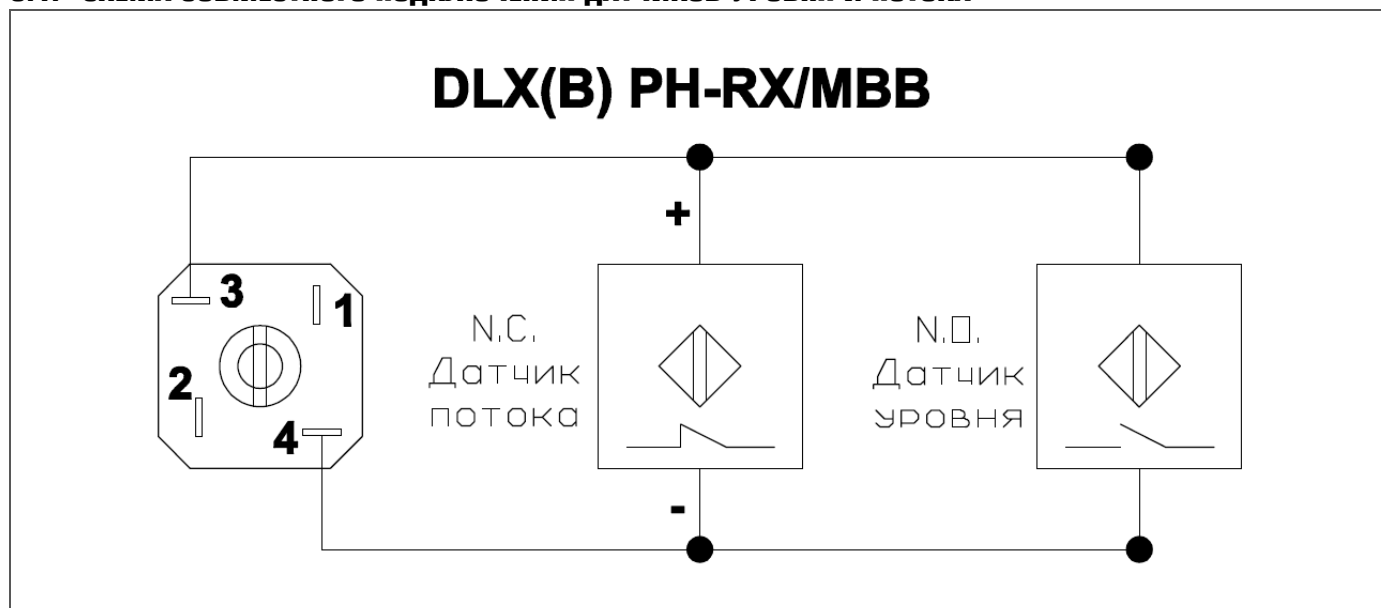 DLX(B) PH-RX/MBB
+
3
1
N.C.
Датчик
потока
N.O.
Датчик
уровня
2
4
-